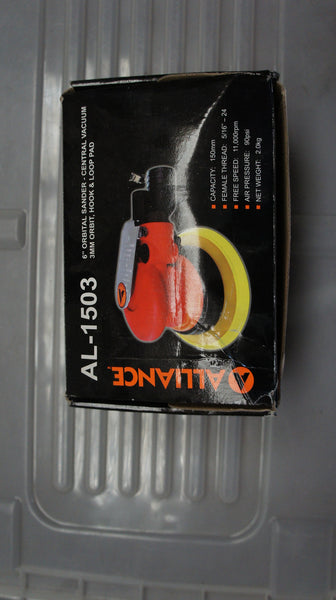 ALLIANCE™
CAPACITY: 150mm
FEMALE THREAD: 5/16" – 24
FREE SPEED: 11,000rpm
AIR PRESSURE: 90psi
NET WEIGHT: 2.0kg
AL-1503
6" ORBITAL SANDER - CENTRAL VACUUM
3MM ORBIT, HOOK & LOOP PAD